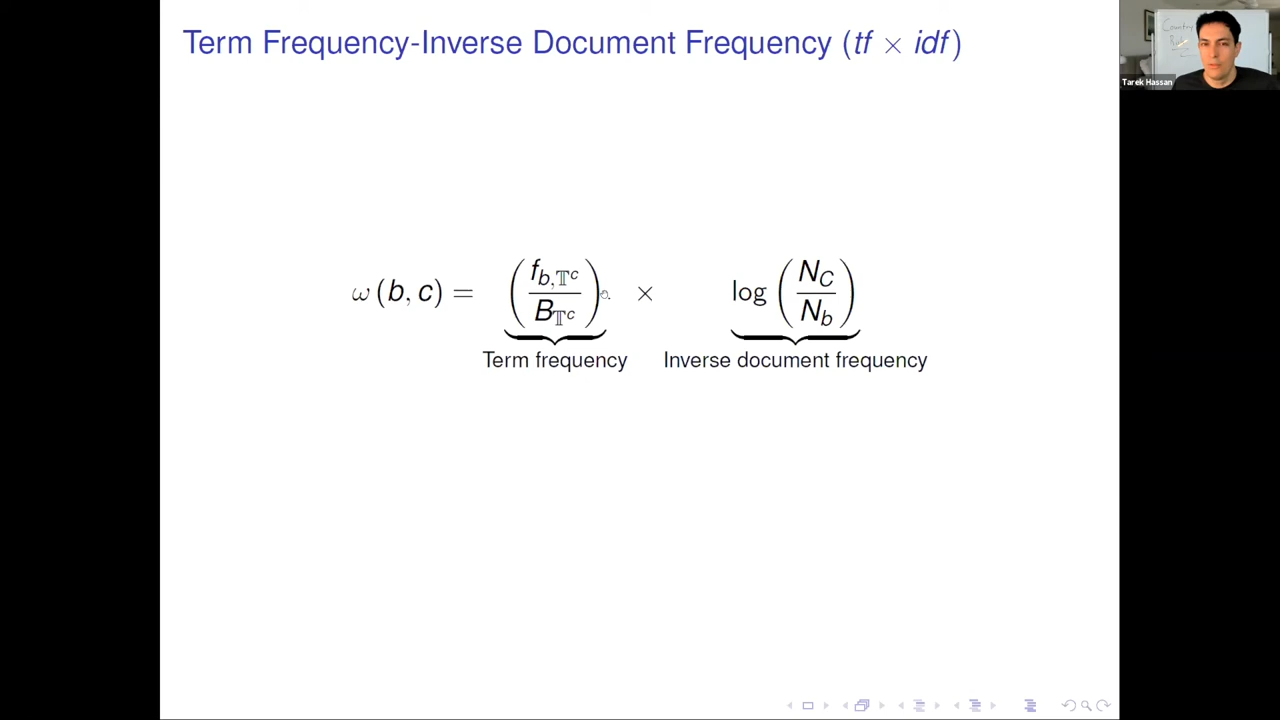 Term Frequency-Inverse Document Frequency (tf × idf)
Country
Tarek Hassan
ω (b, c) = (f_{b,𝕋^c} / B_{𝕋^c}) × log (N_C / N_b)
Term frequency
Inverse document frequency